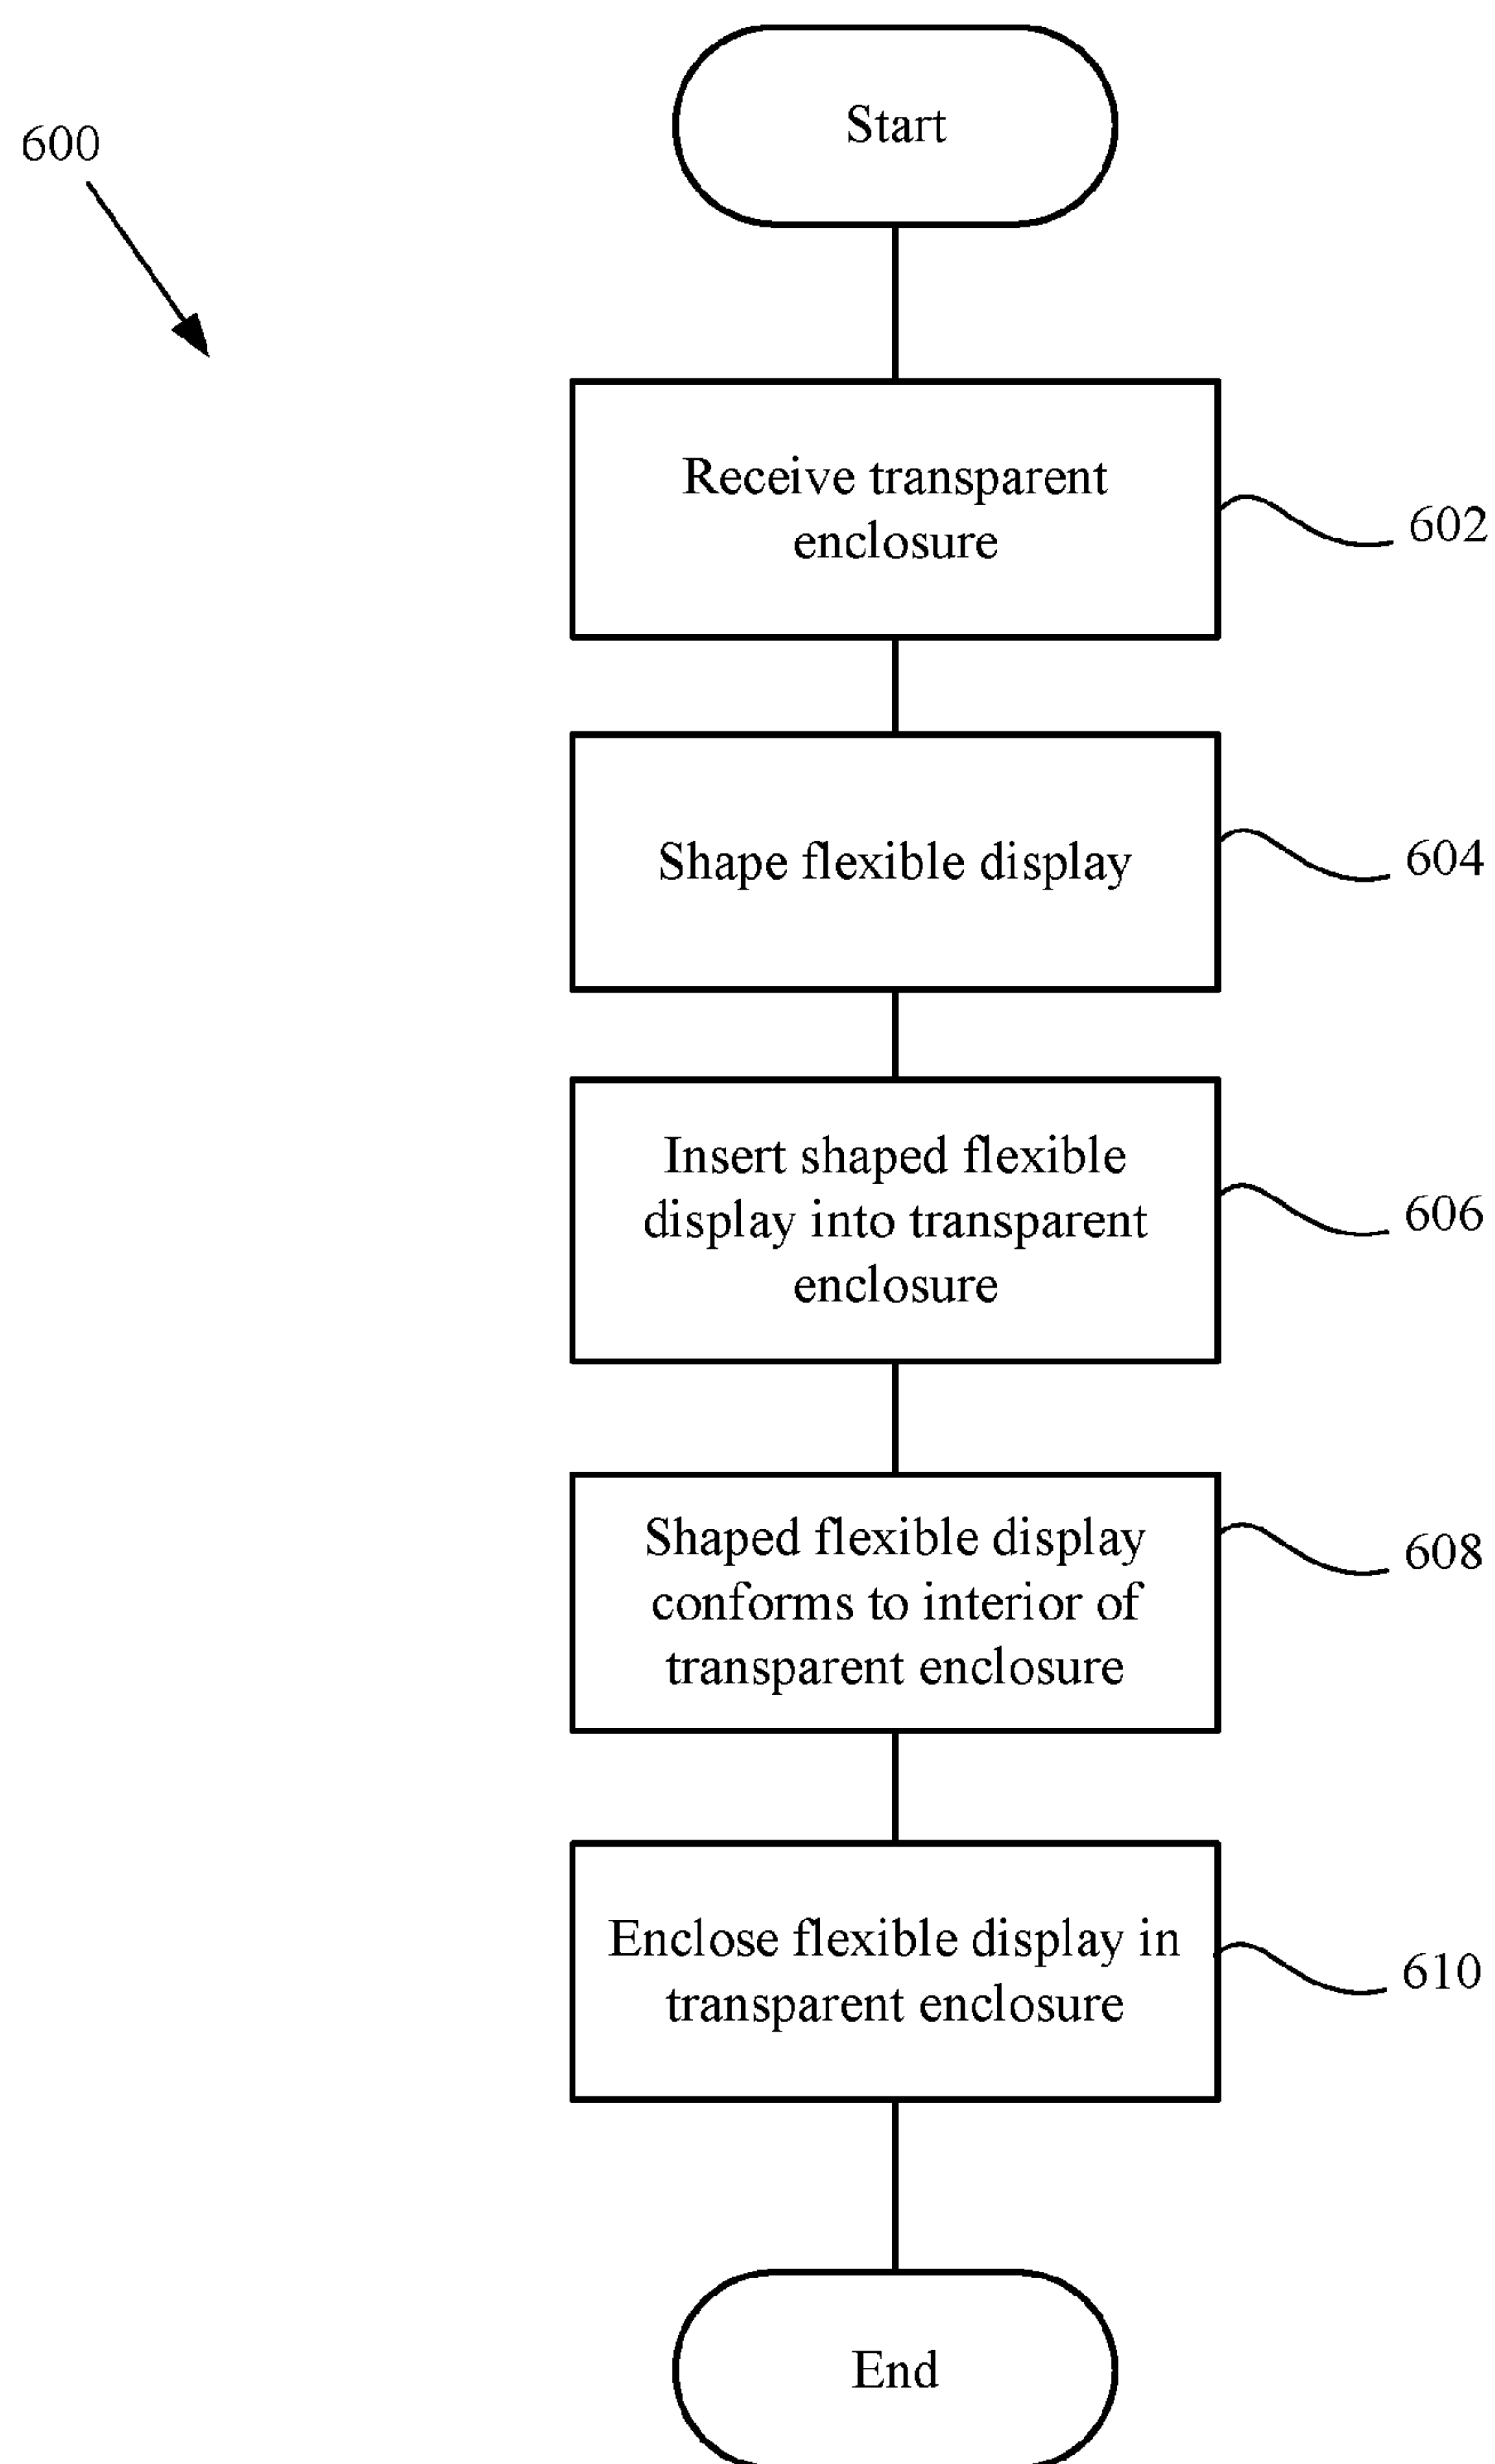 600
Start
Receive transparent
enclosure
602
Shape flexible display
604
Insert shaped flexible
display into transparent
enclosure
606
Shaped flexible display
conforms to interior of
transparent enclosure
608
Enclose flexible display in
transparent enclosure
610
End